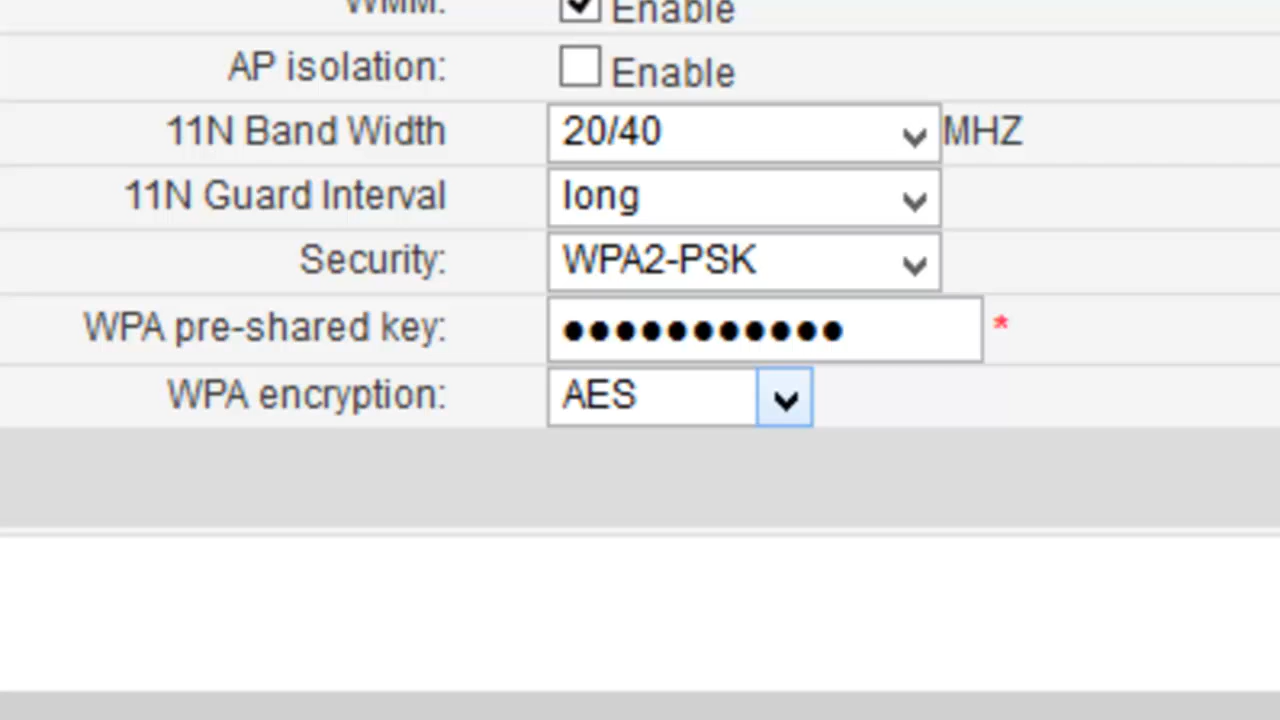 WMM: Enable
AP isolation: Enable
11N Band Width 20/40 MHZ
11N Guard Interval long
Security: WPA2-PSK
WPA pre-shared key: ●●●●●●●●●●● *
WPA encryption: AES